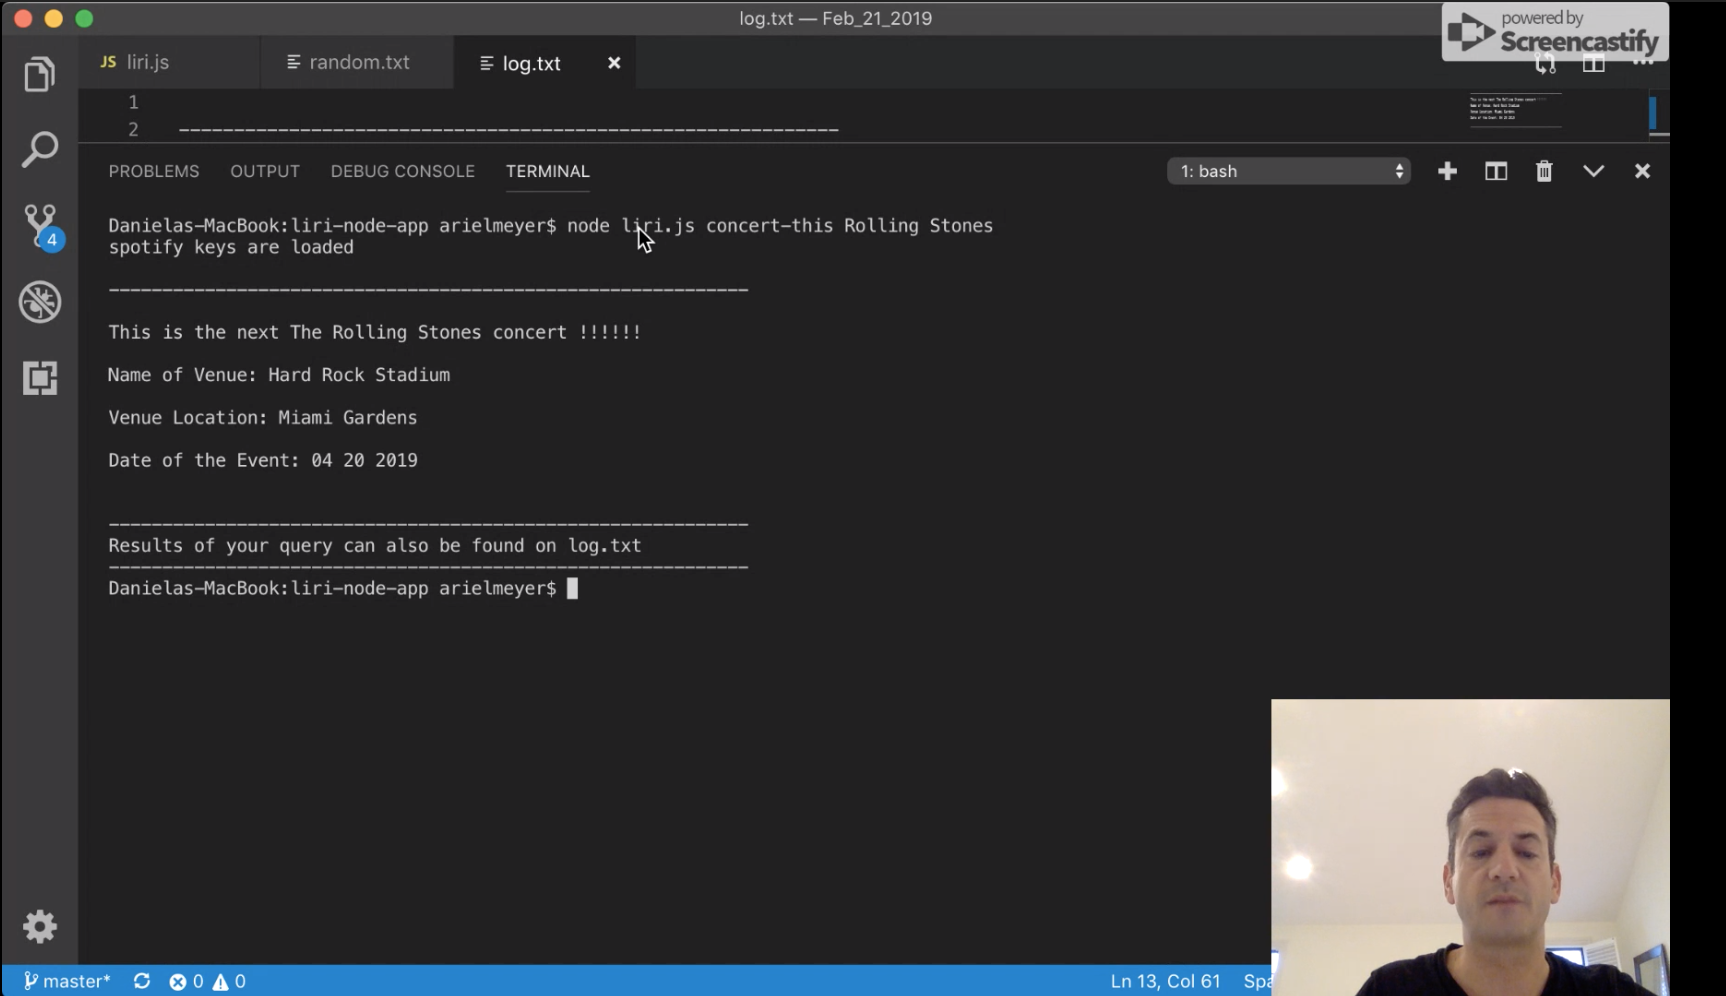 log.txt — Feb_21_2019
powered by
Screencastify
JS liri.js
random.txt
log.txt
1
2 ------------------------------------------------------------
PROBLEMS OUTPUT DEBUG CONSOLE TERMINAL
1: bash
4
Danielas-MacBook:liri-node-app arielmeyer$ node liri.js concert-this Rolling Stones
spotify keys are loaded
------------------------------------------------------------
This is the next The Rolling Stones concert !!!!!!
Name of Venue: Hard Rock Stadium
Venue Location: Miami Gardens
Date of the Event: 04 20 2019
------------------------------------------------------------
Results of your query can also be found on log.txt
------------------------------------------------------------
Danielas-MacBook:liri-node-app arielmeyer$
master* 0 0 Ln 13, Col 61 Spa